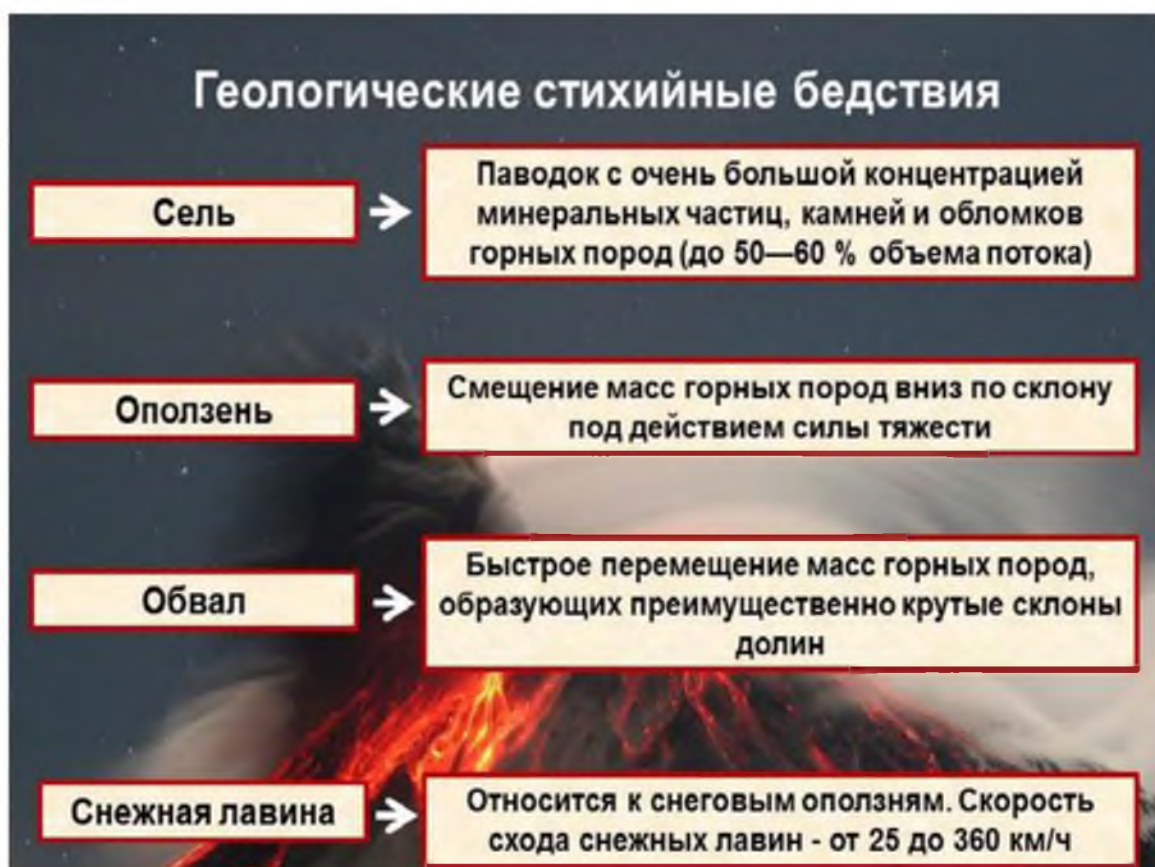 Геологические стихийные бедствия
Сель
Паводок с очень большой концентрацией
минеральных частиц, камней и обломков
горных пород (до 50—60 % объема потока)
Оползень
Смещение масс горных пород вниз по склону
под действием силы тяжести
Обвал
Быстрое перемещение масс горных пород,
образующих преимущественно крутые склоны
долин
Снежная лавина
Относится к снеговым оползням. Скорость
схода снежных лавин - от 25 до 360 км/ч